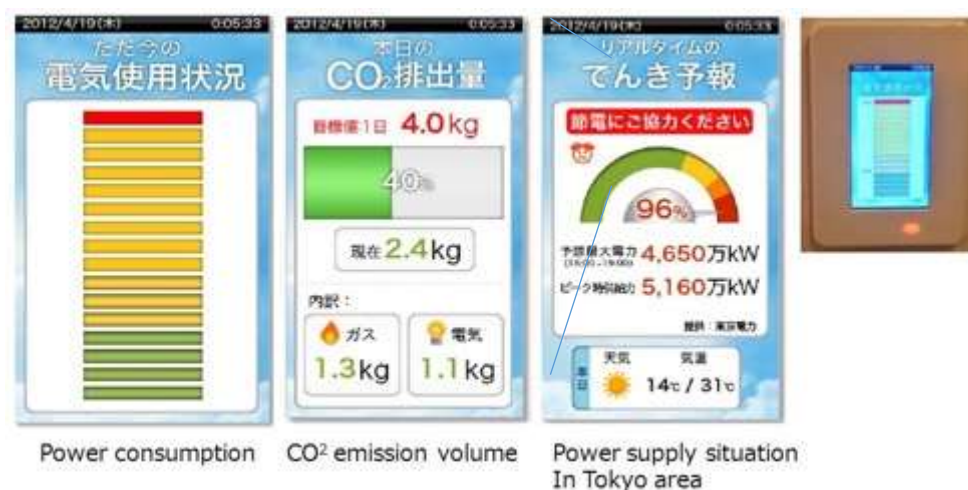 2012/4/19(木) 0:05:33
ただ今の
電気使用状況
Power consumption
2012/4/19(木) 0:05:33
本日の
CO2排出量
目標値1日 4.0kg
40%
現在 2.4kg
内訳：
ガス
1.3kg
電気
1.1kg
CO² emission volume
2012/4/19(木) 0:05:33
リアルタイムの
でんき予報
節電にご協力ください
96%
予想最大電力 4,650万kW
ピーク時供給力 5,160万kW
提供：東京電力
本日
天気
気温
14℃ / 31℃
Power supply situation
In Tokyo area